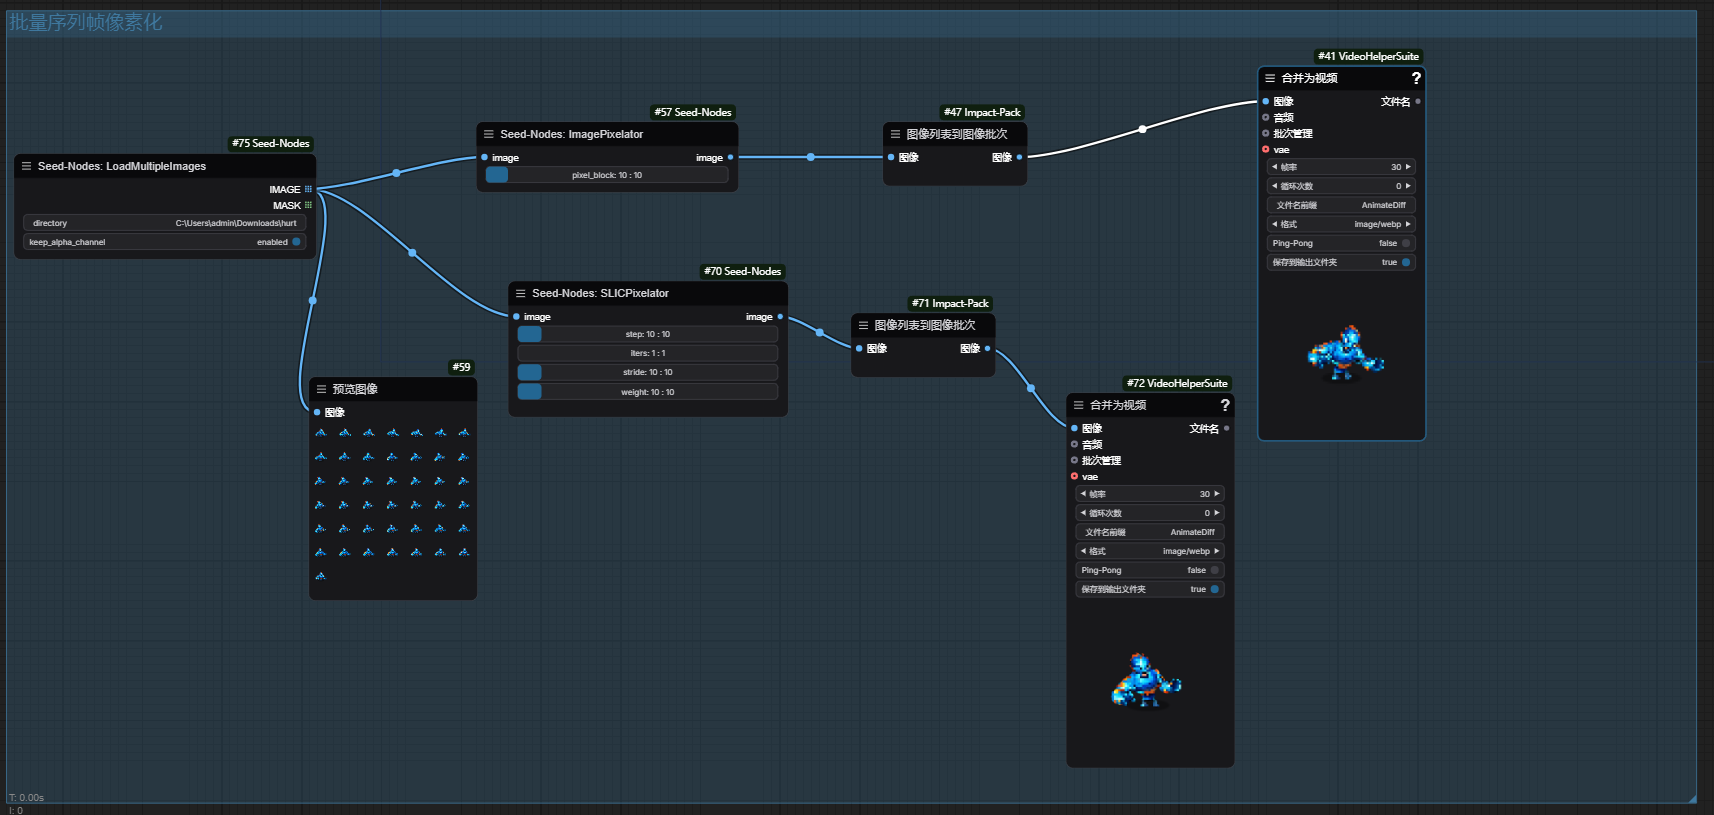 批量序列帧像素化
#75 Seed-Nodes
Seed-Nodes: LoadMultipleImages
IMAGE
MASK
directory C:\Users\admin\Downloads\hurt
keep_alpha_channel enabled
#57 Seed-Nodes
Seed-Nodes: ImagePixelator
image image
pixel_block: 10 : 10
#47 Impact-Pack
图像列表到图像批次
图像 图像
#41 VideoHelperSuite
合并为视频 ?
图像 文件名
音频
批次管理
vae
帧率 30
循环次数 0
文件名前缀 AnimateDiff
格式 image/webp
Ping-Pong false
保存到输出文件夹 true
#70 Seed-Nodes
Seed-Nodes: SLICPixelator
image image
step: 10 : 10
iters: 1 : 1
stride: 10 : 10
weight: 10 : 10
#71 Impact-Pack
图像列表到图像批次
图像 图像
#59
预览图像
图像
#72 VideoHelperSuite
合并为视频 ?
图像 文件名
音频
批次管理
vae
帧率 30
循环次数 0
文件名前缀 AnimateDiff
格式 image/webp
Ping-Pong false
保存到输出文件夹 true
T: 0.00s
I: 0